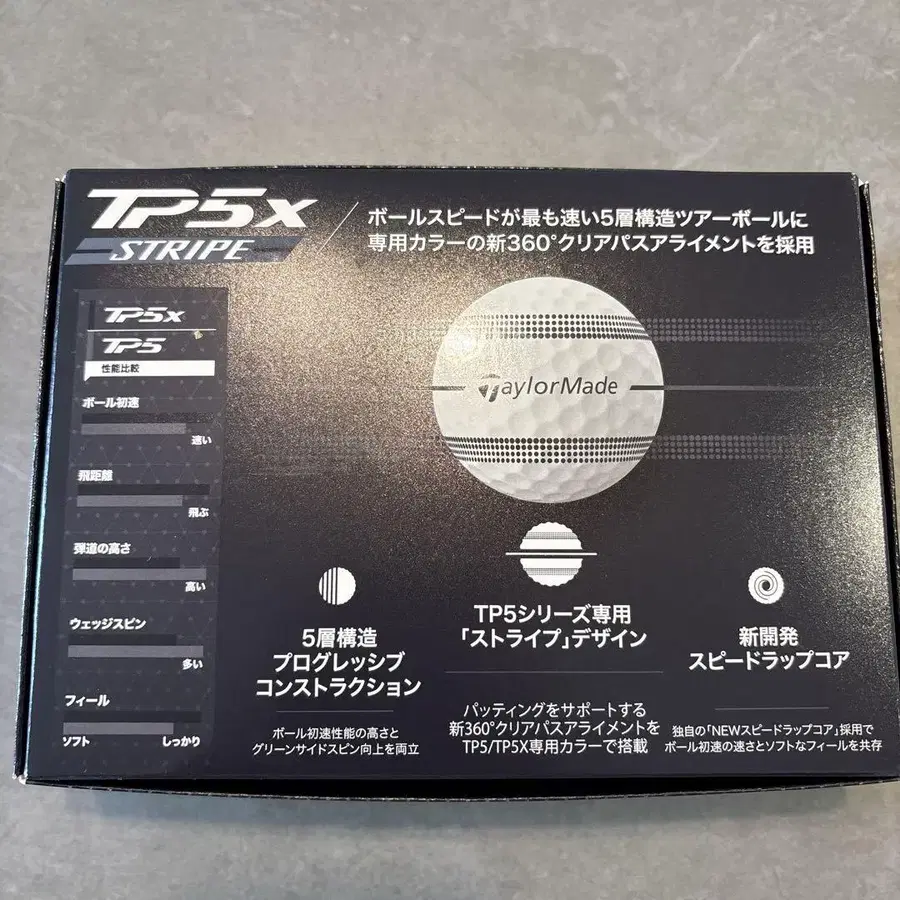 TP5x
STRIPE
ボールスピードが最も速い5層構造ツアーボールに
専用カラーの新360°クリアパスアライメントを採用
TP5x
TP5
性能比較
ボール初速
速い
飛距離
飛ぶ
弾道の高さ
高い
ウェッジスピン
多い
フィール
ソフト しっかり
TaylorMade
5層構造
プログレッシブ
コンストラクション
ボール初速性能の高さと
グリーンサイドスピン向上を両立
TP5シリーズ専用
「ストライプ」デザイン
パッティングをサポートする
新360°クリアパスアライメントを
TP5/TP5X専用カラーで搭載
新開発
スピードラップコア
独自の「NEWスピードラップコア」採用で
ボール初速の速さとソフトなフィールを共存